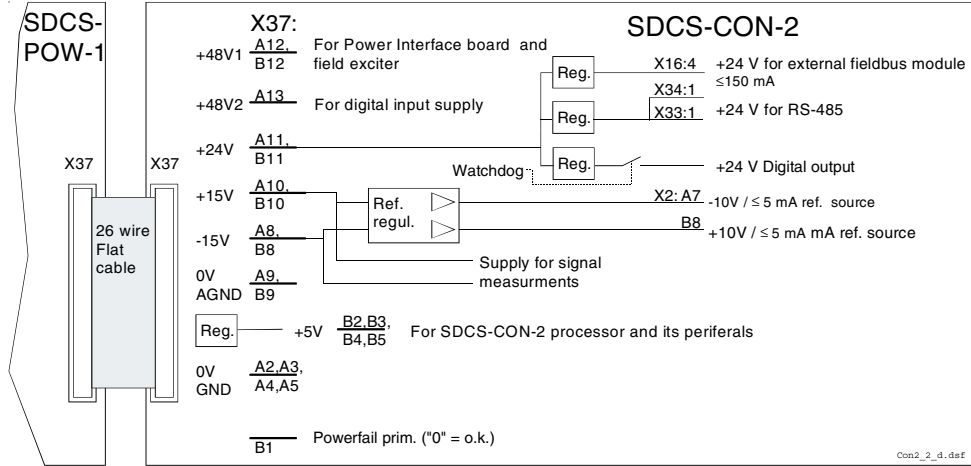 SDCS-
POW-1
X37:
SDCS-CON-2
+48V1 A12, B12 For Power Interface board and
field exciter
+48V2 A13 For digital input supply
+24V A11, B11
+15V A10, B10
-15V A8, B8
0V
AGND A9, B9
Reg. +5V B2,B3, B4,B5 For SDCS-CON-2 processor and its periferals
0V
GND A2,A3, A4,A5
B1 Powerfail prim. ("0" = o.k.)
X37 X37
26 wire
Flat
cable
Reg. X16:4 +24 V for external fieldbus module
≤150 mA
X34:1
Reg. X33:1 +24 V for RS-485
Watchdog Reg. +24 V Digital output
Ref.
regul.
X2: A7 -10V / ≤ 5 mA ref. source
B8 +10V / ≤ 5 mA mA ref. source
Supply for signal
measurments
Con2_2_d.dsf